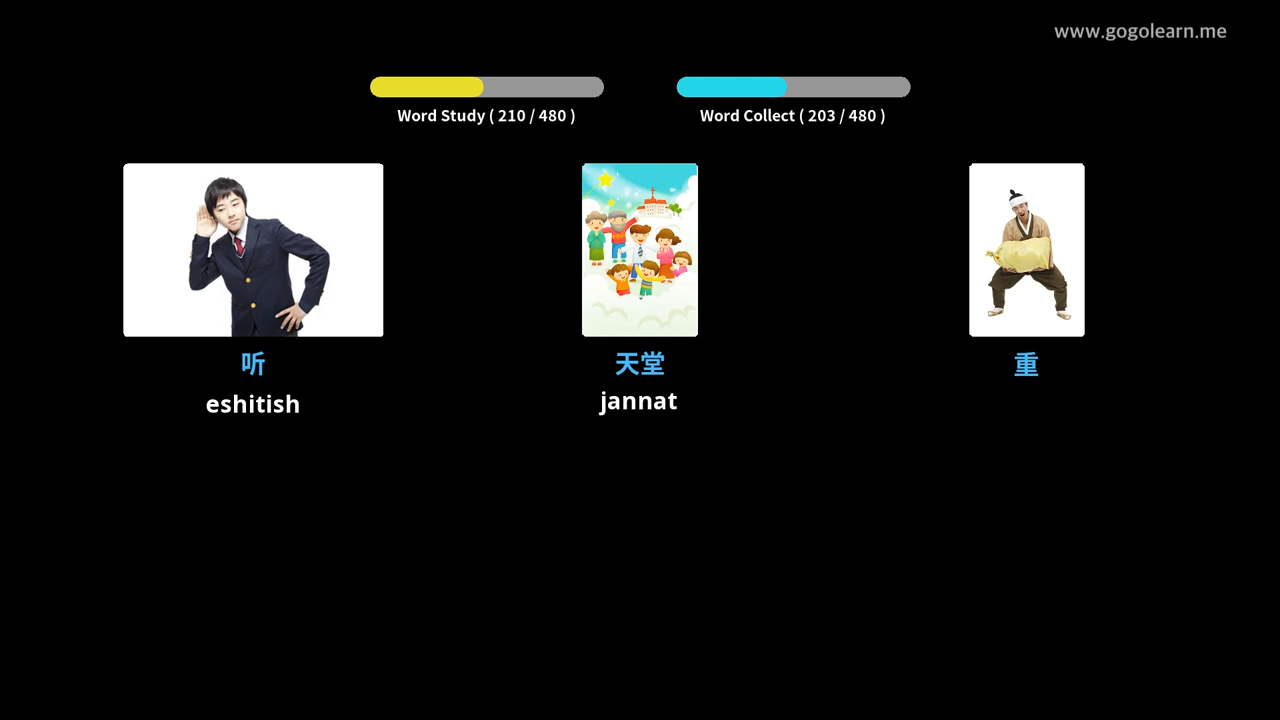 www.gogolearn.me
Word Study ( 210 / 480 )
Word Collect ( 203 / 480 )
听
天堂
重
eshitish
jannat